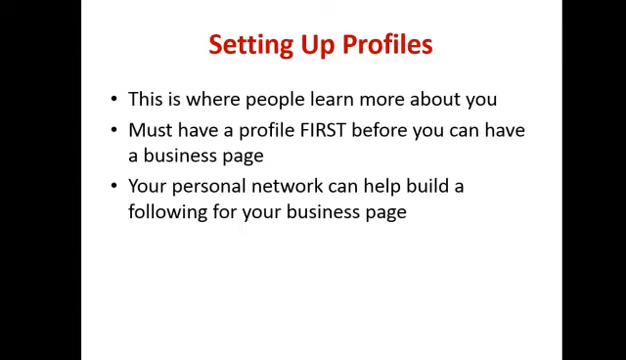 Setting Up Profiles
• This is where people learn more about you
• Must have a profile FIRST before you can have
a business page
• Your personal network can help build a
following for your business page